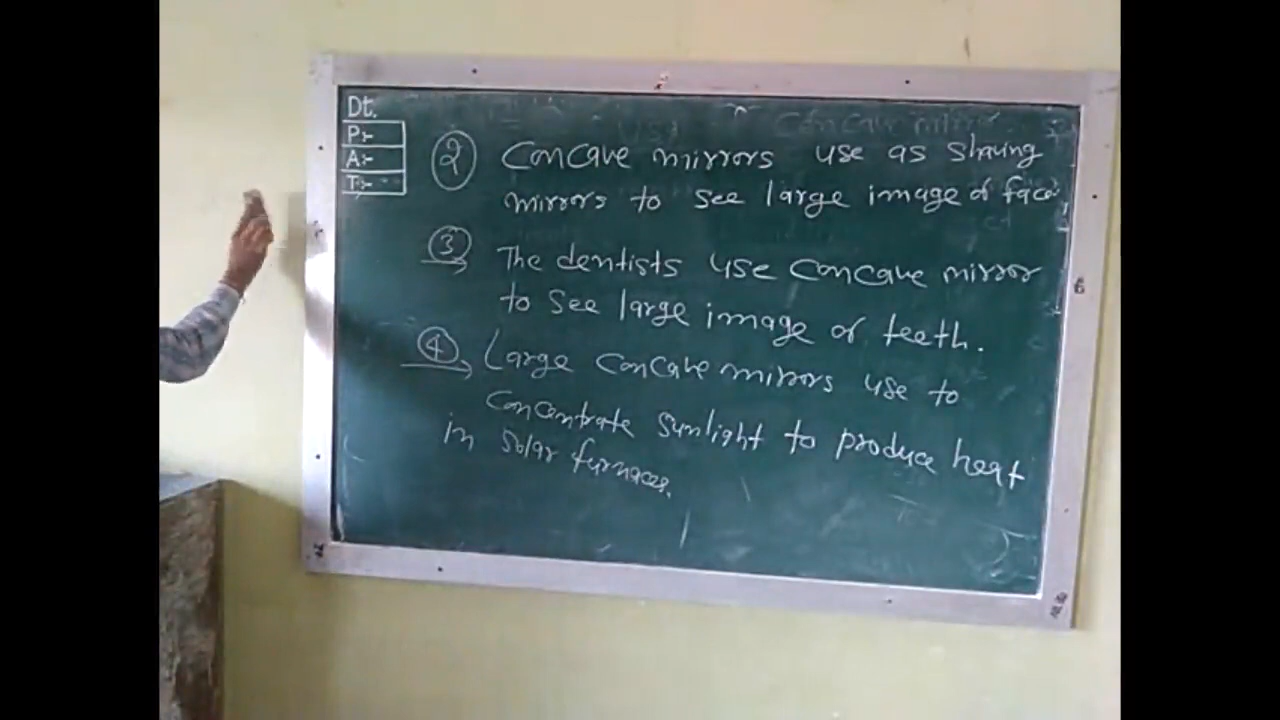 Dt.
P:-
A:-
T:-
② Concave mirrors use as shaving
mirrors to see large image of face.
③ The dentists use concave mirror
to see large image of teeth.
④ Large concave mirrors use to
concentrate sunlight to produce heat
in solar furnaces.